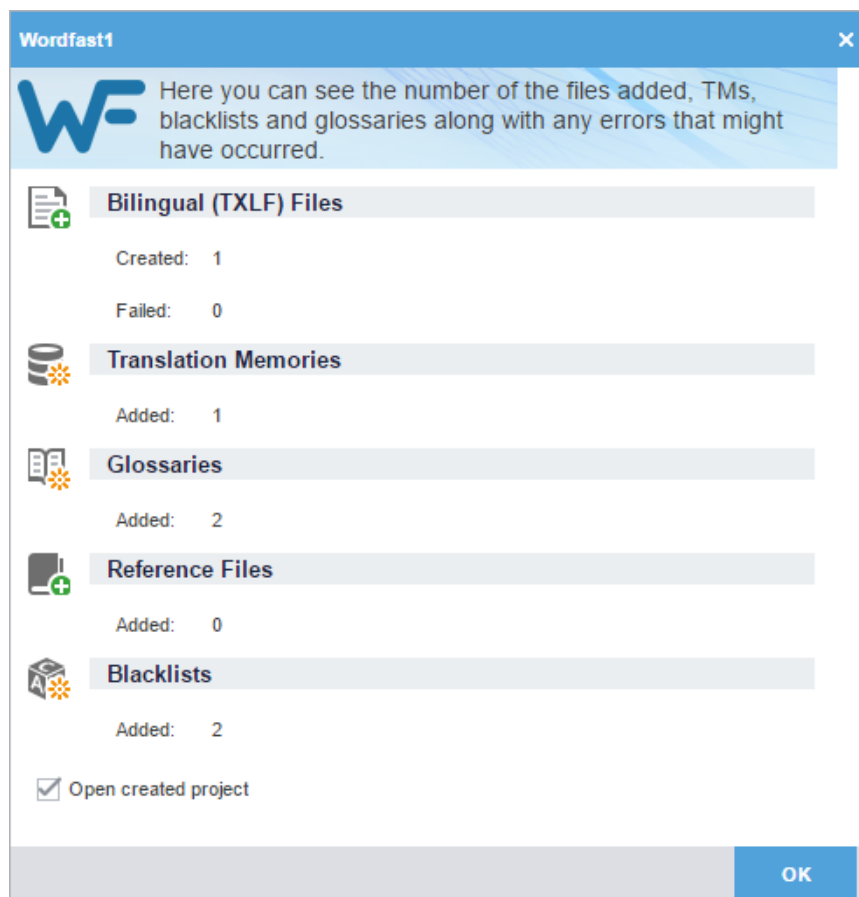 Wordfast1
WF
Here you can see the number of the files added, TMs,
blacklists and glossaries along with any errors that might
have occurred.
Bilingual (TXLF) Files
Created: 1
Failed: 0
Translation Memories
Added: 1
Glossaries
Added: 2
Reference Files
Added: 0
Blacklists
Added: 2
Open created project
OK